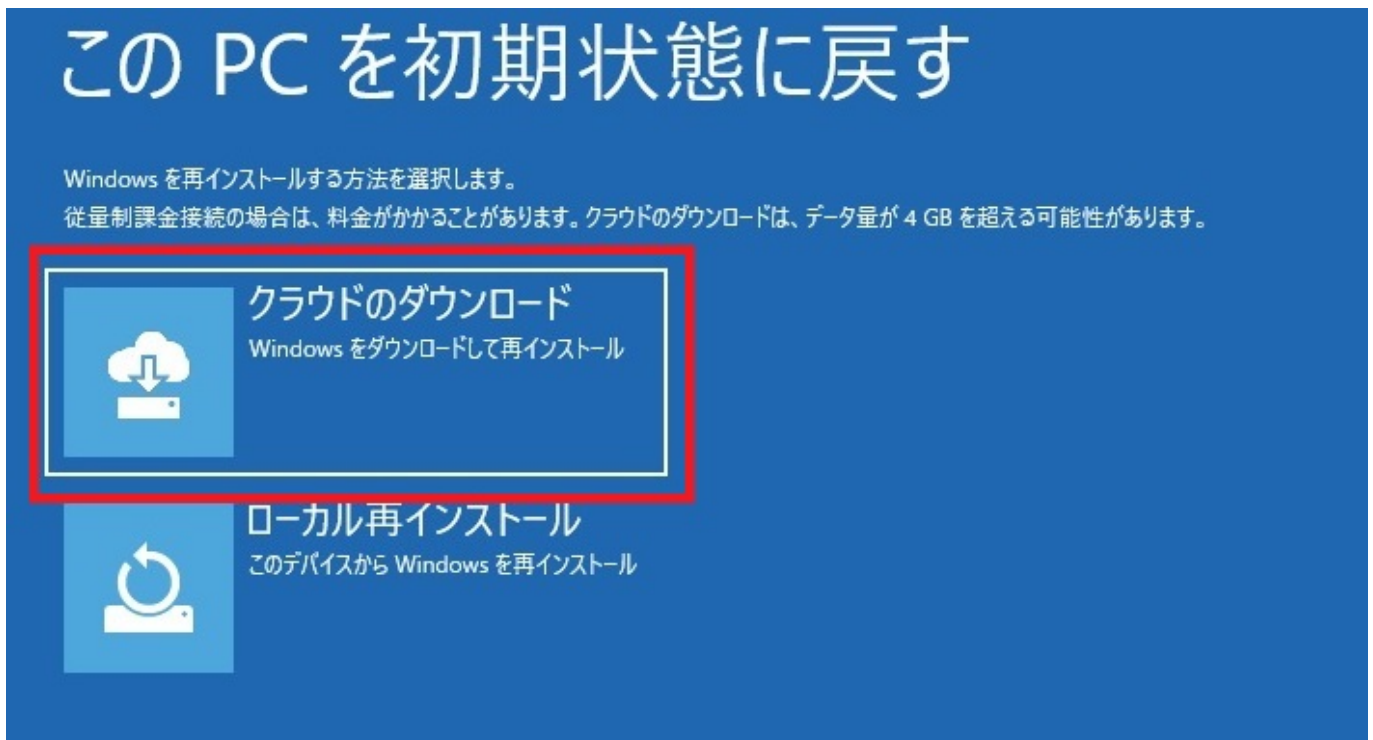 この PC を初期状態に戻す
Windows を再インストールする方法を選択します。
従量制課金接続の場合は、料金がかかることがあります。クラウドのダウンロードは、データ量が 4 GB を超える可能性があります。
クラウドのダウンロード
Windows をダウンロードして再インストール
ローカル再インストール
このデバイスから Windows を再インストール